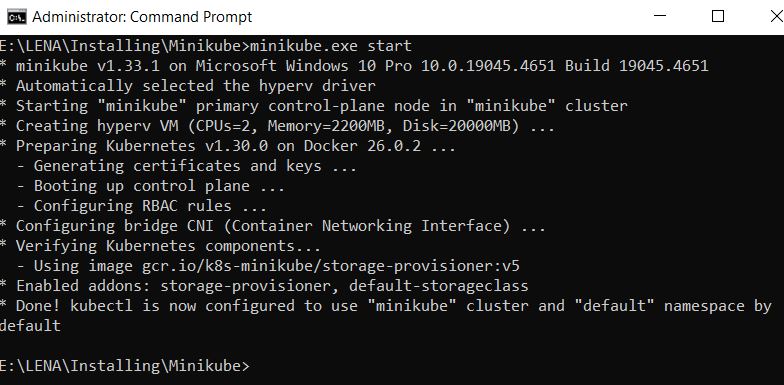 Administrator: Command Prompt
E:\LENA\Installing\Minikube>minikube.exe start
* minikube v1.33.1 on Microsoft Windows 10 Pro 10.0.19045.4651 Build 19045.4651
* Automatically selected the hyperv driver
* Starting "minikube" primary control-plane node in "minikube" cluster
* Creating hyperv VM (CPUs=2, Memory=2200MB, Disk=20000MB) ...
* Preparing Kubernetes v1.30.0 on Docker 26.0.2 ...
  - Generating certificates and keys ...
  - Booting up control plane ...
  - Configuring RBAC rules ...
* Configuring bridge CNI (Container Networking Interface) ...
* Verifying Kubernetes components...
  - Using image gcr.io/k8s-minikube/storage-provisioner:v5
* Enabled addons: storage-provisioner, default-storageclass
* Done! kubectl is now configured to use "minikube" cluster and "default" namespace by
default
E:\LENA\Installing\Minikube>